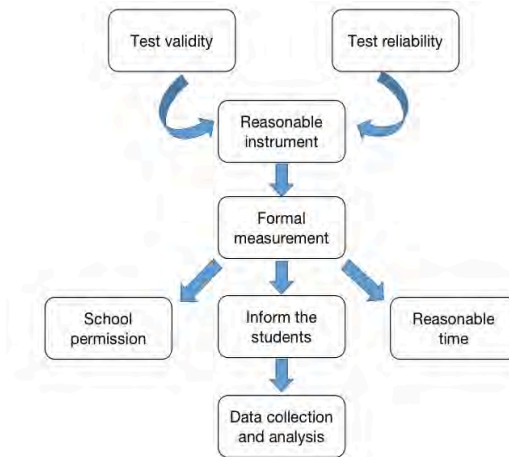 Test validity
Test reliability
Reasonable
instrument
Formal
measurement
School
permission
Inform the
students
Reasonable
time
Data collection
and analysis